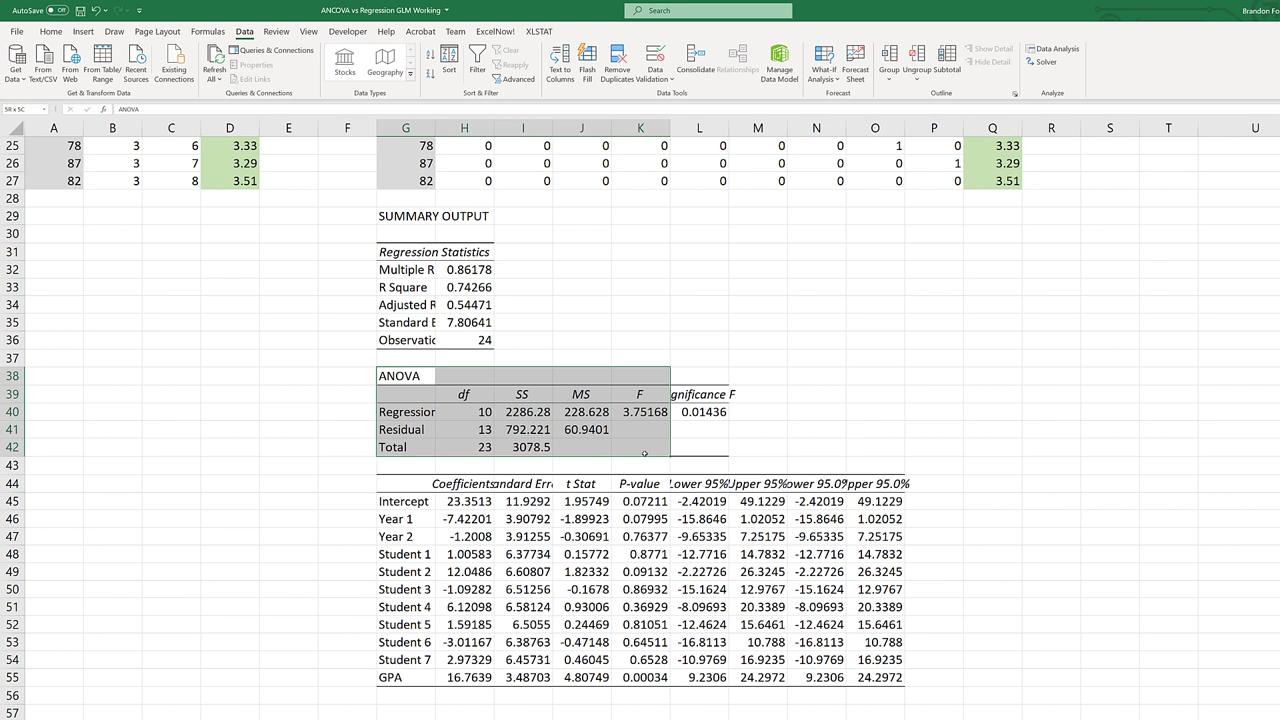 AutoSave Off ANCOVA vs Regression GLM Working Search Brandon Fo
File Home Insert Draw Page Layout Formulas Data Review View Developer Help Acrobat Team ExcelNow! XLSTAT
Get Data From Text/CSV From Web From Table/ Range Recent Sources Existing Connections Refresh All Queries & Connections Properties Edit Links Stocks Geography Sort Filter Clear Reapply Advanced Text to Columns Flash Fill Remove Duplicates Data Validation Consolidate Relationships Manage Data Model What-If Analysis Forecast Sheet Group Ungroup Subtotal Show Detail Hide Detail Data Analysis Solver
Get & Transform Data Queries & Connections Data Types Sort & Filter Data Tools Forecast Outline Analyze
5R x 5C fx ANOVA
A B C D E F G H I J K L M N O P Q R S T U
25 78 3 6 3.33 78 0 0 0 0 0 0 0 1 0 3.33
26 87 3 7 3.29 87 0 0 0 0 0 0 0 0 1 3.29
27 82 3 8 3.51 82 0 0 0 0 0 0 0 0 0 3.51
28
29 SUMMARY OUTPUT
30
31 Regression Statistics
32 Multiple R 0.86178
33 R Square 0.74266
34 Adjusted R 0.54471
35 Standard E 7.80641
36 Observatio 24
37
38 ANOVA
39 df SS MS F gnificance F
40 Regression 10 2286.28 228.628 3.75168 0.01436
41 Residual 13 792.221 60.9401
42 Total 23 3078.5
43
44 Coefficients andard Erro t Stat P-value Lower 95% Upper 95% ower 95.0% pper 95.0%
45 Intercept 23.3513 11.9292 1.95749 0.07211 -2.42019 49.1229 -2.42019 49.1229
46 Year 1 -7.42201 3.90792 -1.89923 0.07995 -15.8646 1.02052 -15.8646 1.02052
47 Year 2 -1.2008 3.91255 -0.30691 0.76377 -9.65335 7.25175 -9.65335 7.25175
48 Student 1 1.00583 6.37734 0.15772 0.8771 -12.7716 14.7832 -12.7716 14.7832
49 Student 2 12.0486 6.60807 1.82332 0.09132 -2.22726 26.3245 -2.22726 26.3245
50 Student 3 -1.09282 6.51256 -0.1678 0.86932 -15.1624 12.9767 -15.1624 12.9767
51 Student 4 6.12098 6.58124 0.93006 0.36929 -8.09693 20.3389 -8.09693 20.3389
52 Student 5 1.59185 6.5055 0.24469 0.81051 -12.4624 15.6461 -12.4624 15.6461
53 Student 6 -3.01167 6.38763 -0.47148 0.64511 -16.8113 10.788 -16.8113 10.788
54 Student 7 2.97329 6.45731 0.46045 0.6528 -10.9769 16.9235 -10.9769 16.9235
55 GPA 16.7639 3.48703 4.80749 0.00034 9.2306 24.2972 9.2306 24.2972
56
57